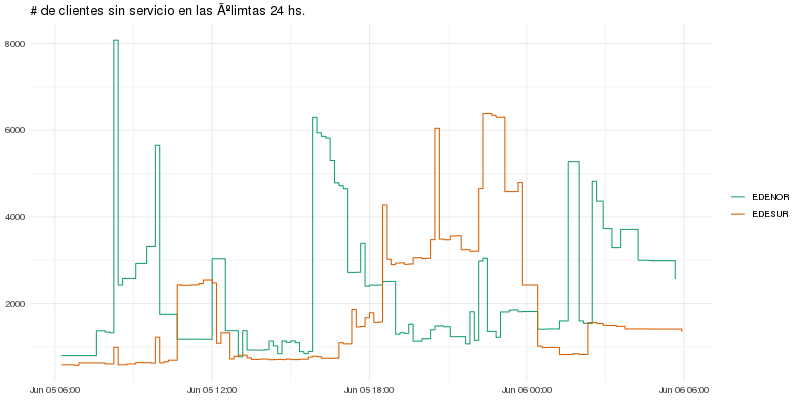 # de clientes sin servicio en las Ãºlimtas 24 hs.
8000
6000
4000
2000
Jun 05 06:00 Jun 05 12:00 Jun 05 18:00 Jun 06 00:00 Jun 06 06:00
EDENOR
EDESUR